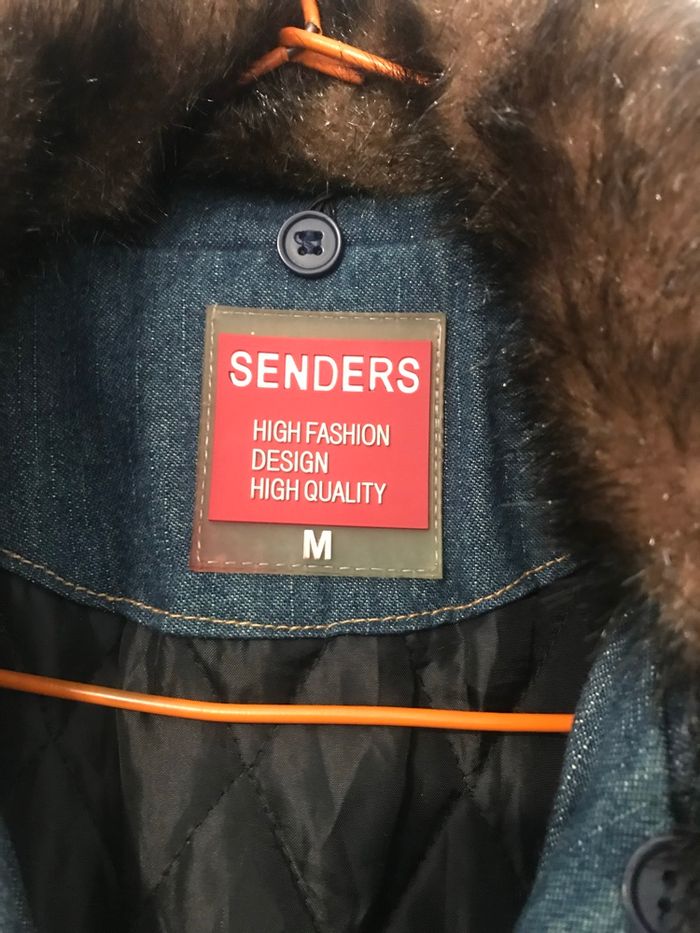 SENDERS
HIGH FASHION
DESIGN
HIGH QUALITY
M